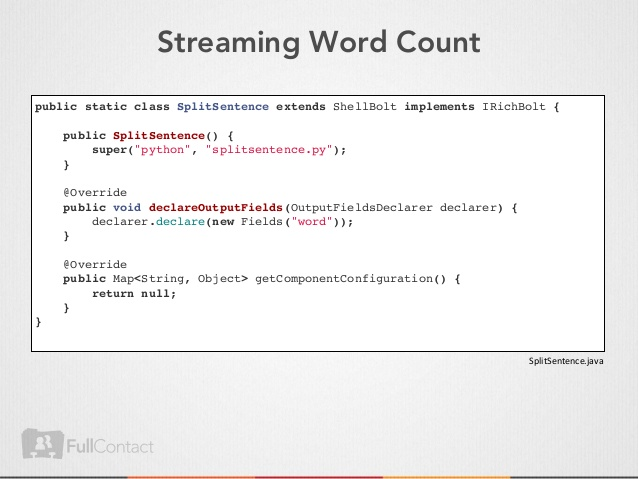 Streaming Word Count
public static class SplitSentence extends ShellBolt implements IRichBolt {
public SplitSentence() {
super("python", "splitsentence.py");
}
@Override
public void declareOutputFields(OutputFieldsDeclarer declarer) {
declarer.declare(new Fields("word"));
}
@Override
public Map<String, Object> getComponentConfiguration() {
return null;
}
}
SplitSentence.java
FullContact